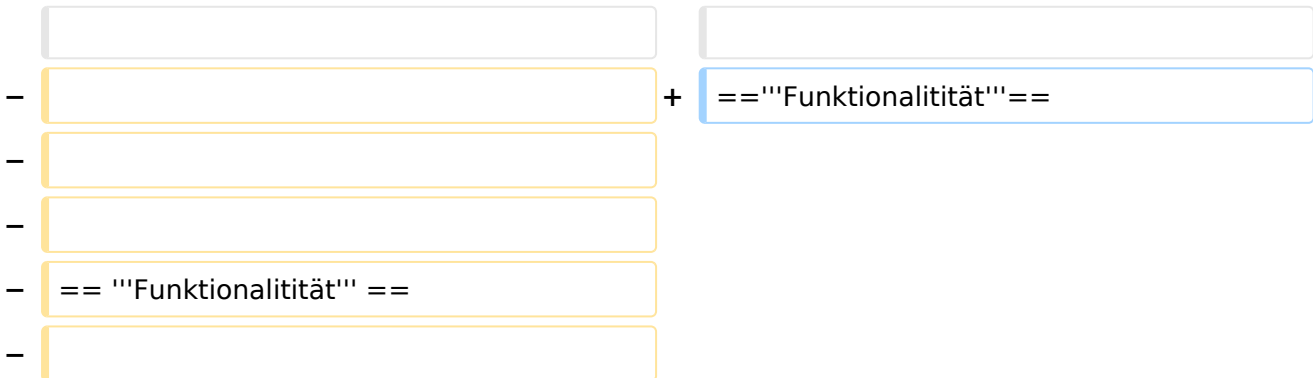 − + =='''Funktionalitität'''==
−
−
− == '''Funktionalitität''' ==
−